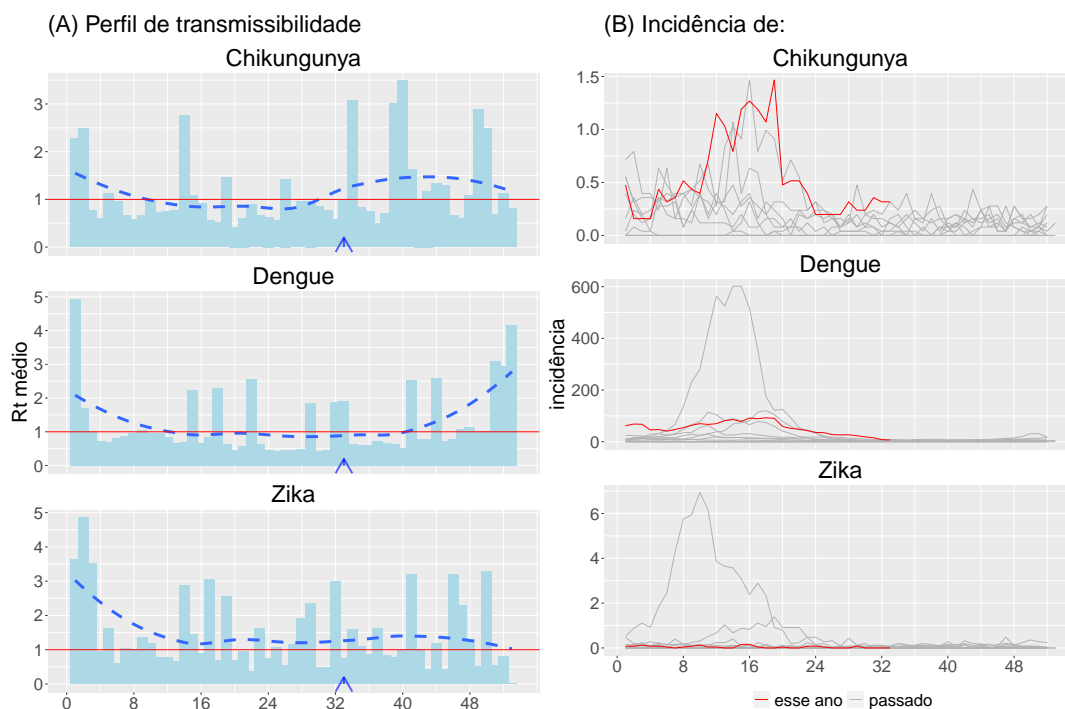 (A) Perfil de transmissibilidade
Chikungunya
3
2
1
0
Dengue
5
4
3
2
1
0
Rt médio
Zika
5
4
3
2
1
0
0 8 16 24 32 40 48
(B) Incidência de:
Chikungunya
1.5
1.0
0.5
0.0
Dengue
600
400
200
0
incidência
Zika
6
4
2
0
0 8 16 24 32 40 48
esse ano passado